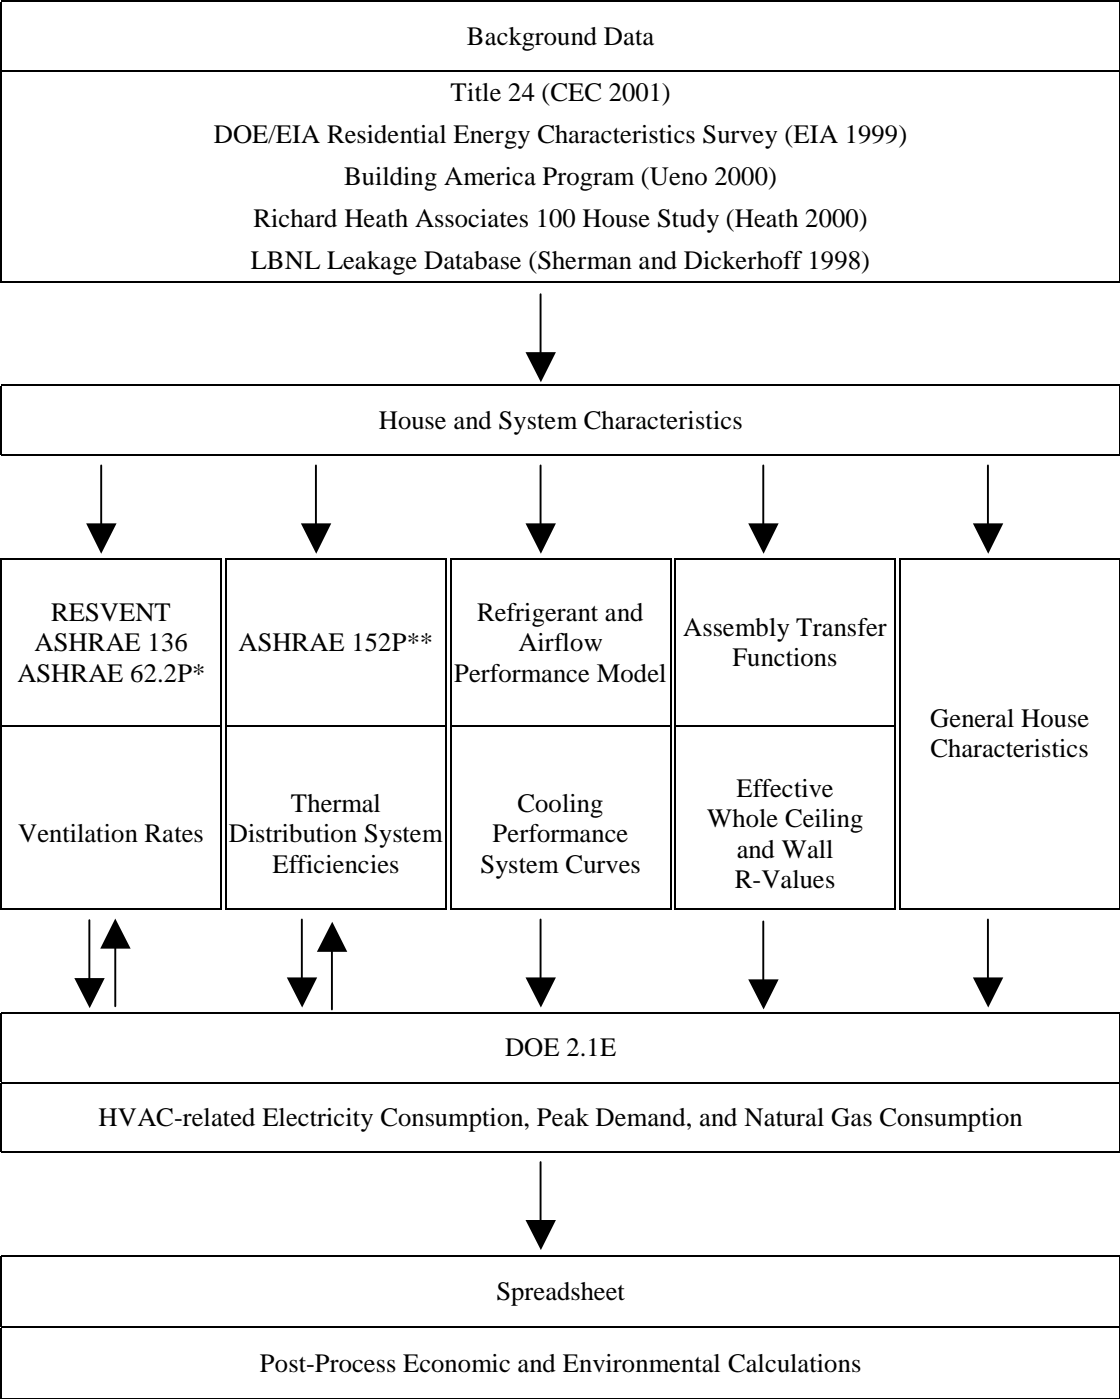 Background Data
Title 24 (CEC 2001)
DOE/EIA Residential Energy Characteristics Survey (EIA 1999)
Building America Program (Ueno 2000)
Richard Heath Associates 100 House Study (Heath 2000)
LBNL Leakage Database (Sherman and Dickerhoff 1998)
House and System Characteristics
RESVENT
ASHRAE 136
ASHRAE 62.2P*
Ventilation Rates
ASHRAE 152P**
Thermal
Distribution System
Efficiencies
Refrigerant and
Airflow
Performance Model
Cooling
Performance
System Curves
Assembly Transfer
Functions
Effective
Whole Ceiling
and Wall
R-Values
General House
Characteristics
DOE 2.1E
HVAC-related Electricity Consumption, Peak Demand, and Natural Gas Consumption
Spreadsheet
Post-Process Economic and Environmental Calculations